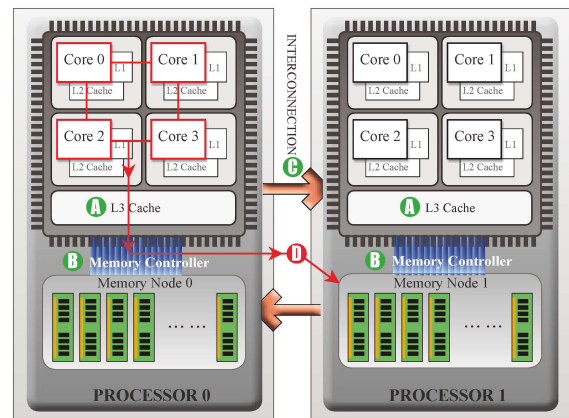 Core 0
L1
L2 Cache
Core 1
L1
L2 Cache
Core 2
L1
L2 Cache
Core 3
L1
L2 Cache
A L3 Cache
B Memory Controller
Memory Node 0
... ...
PROCESSOR 0
INTERCONNECTION
C
D
Core 0
L1
L2 Cache
Core 1
L1
L2 Cache
Core 2
L1
L2 Cache
Core 3
L1
L2 Cache
A L3 Cache
B Memory Controller
Memory Node 1
... ...
PROCESSOR 1